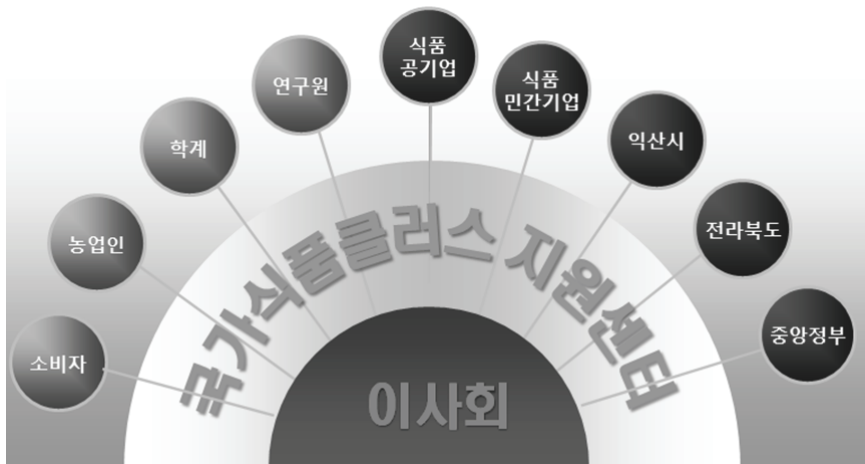 소비자
농업인
학계
연구원
식품
공기업
식품
민간기업
익산시
전라북도
중앙정부
국가식품클러스 지원센터
이사회